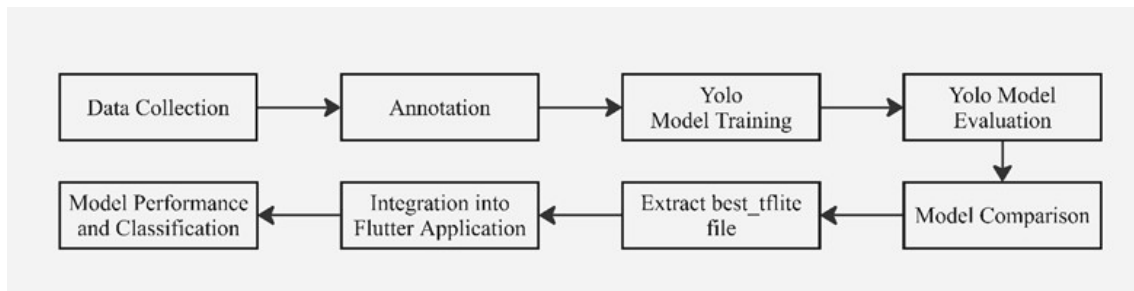 Data Collection
Annotation
Yolo
Model Training
Yolo Model
Evaluation
Model Comparison
Extract best_tflite
file
Integration into
Flutter Application
Model Performance
and Classification